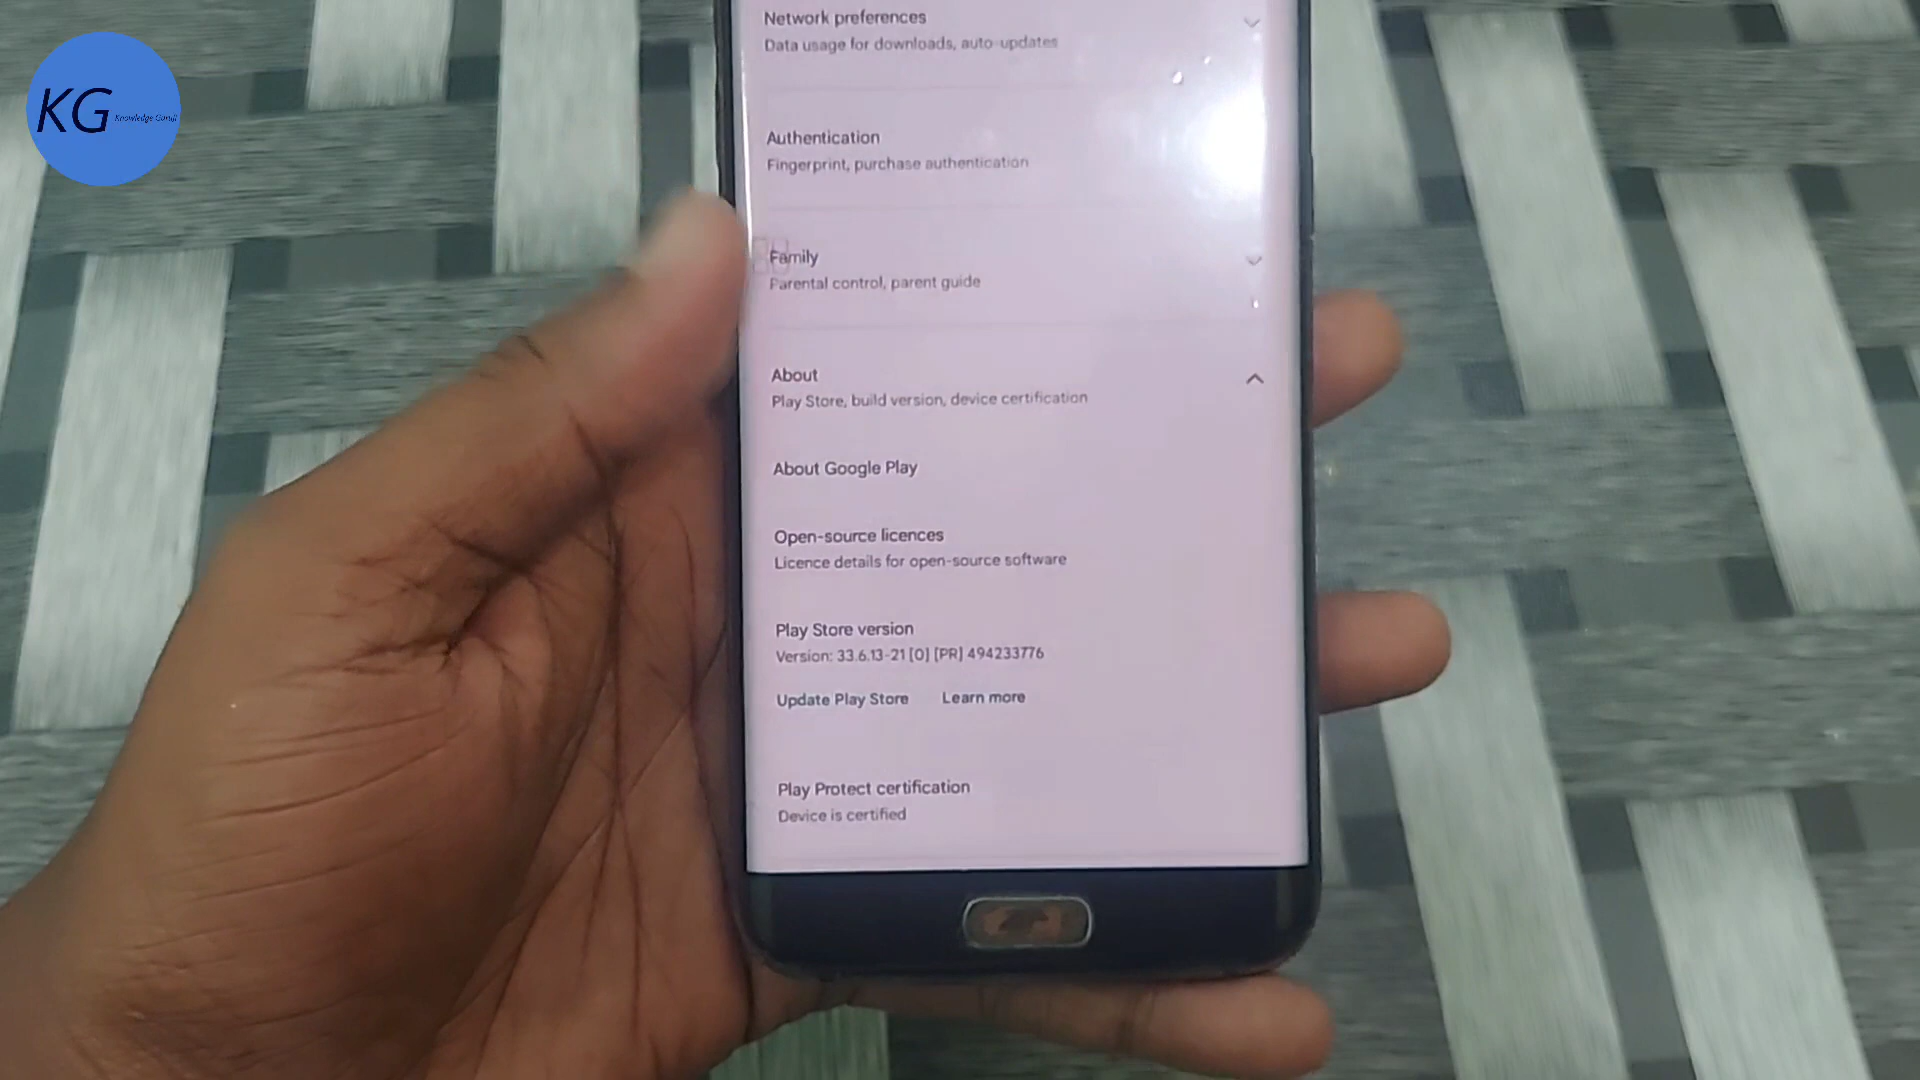 KG Knowledge Guruji
Network preferences
Data usage for downloads, auto-updates
Authentication
Fingerprint, purchase authentication
Family
Parental control, parent guide
About
Play Store, build version, device certification
About Google Play
Open-source licences
Licence details for open-source software
Play Store version
Version: 33.6.13-21 [0] [PR] 494233776
Update Play Store Learn more
Play Protect certification
Device is certified